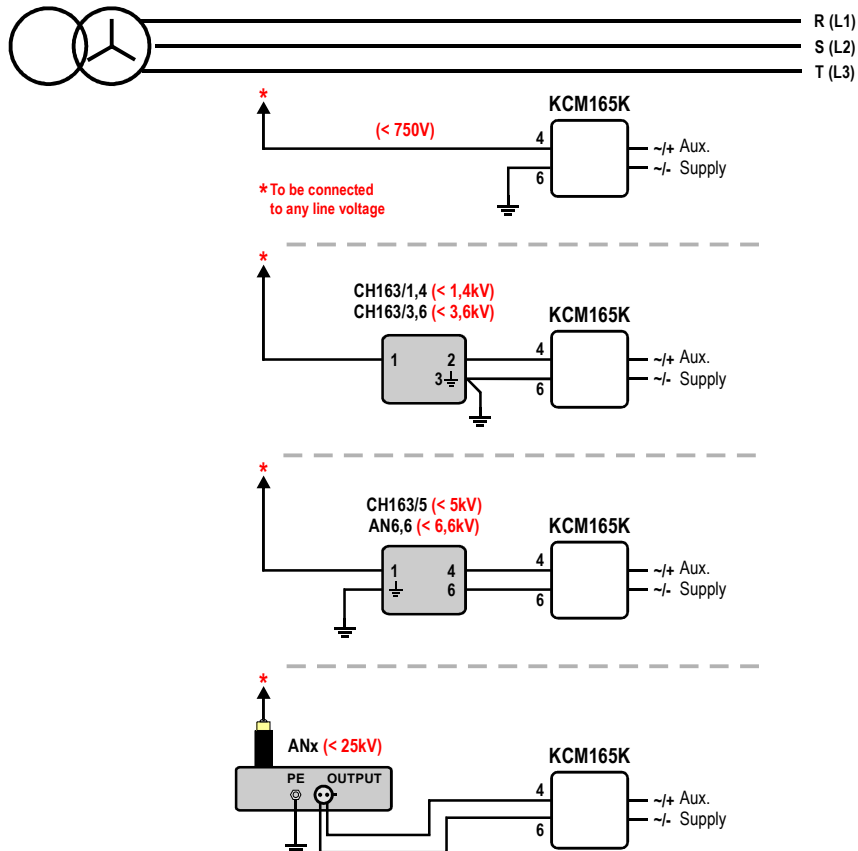 R (L1)
S (L2)
T (L3)
*
(< 750V)
KCM165K
4
6
~/+ Aux.
~/- Supply
* To be connected
to any line voltage
*
CH163/1,4 (< 1,4kV)
CH163/3,6 (< 3,6kV)
KCM165K
1
2
3
4
6
~/+ Aux.
~/- Supply
*
CH163/5 (< 5kV)
AN6,6 (< 6,6kV)
KCM165K
1
4
6
4
6
~/+ Aux.
~/- Supply
*
ANx (< 25kV)
PE OUTPUT
KCM165K
4
6
~/+ Aux.
~/- Supply